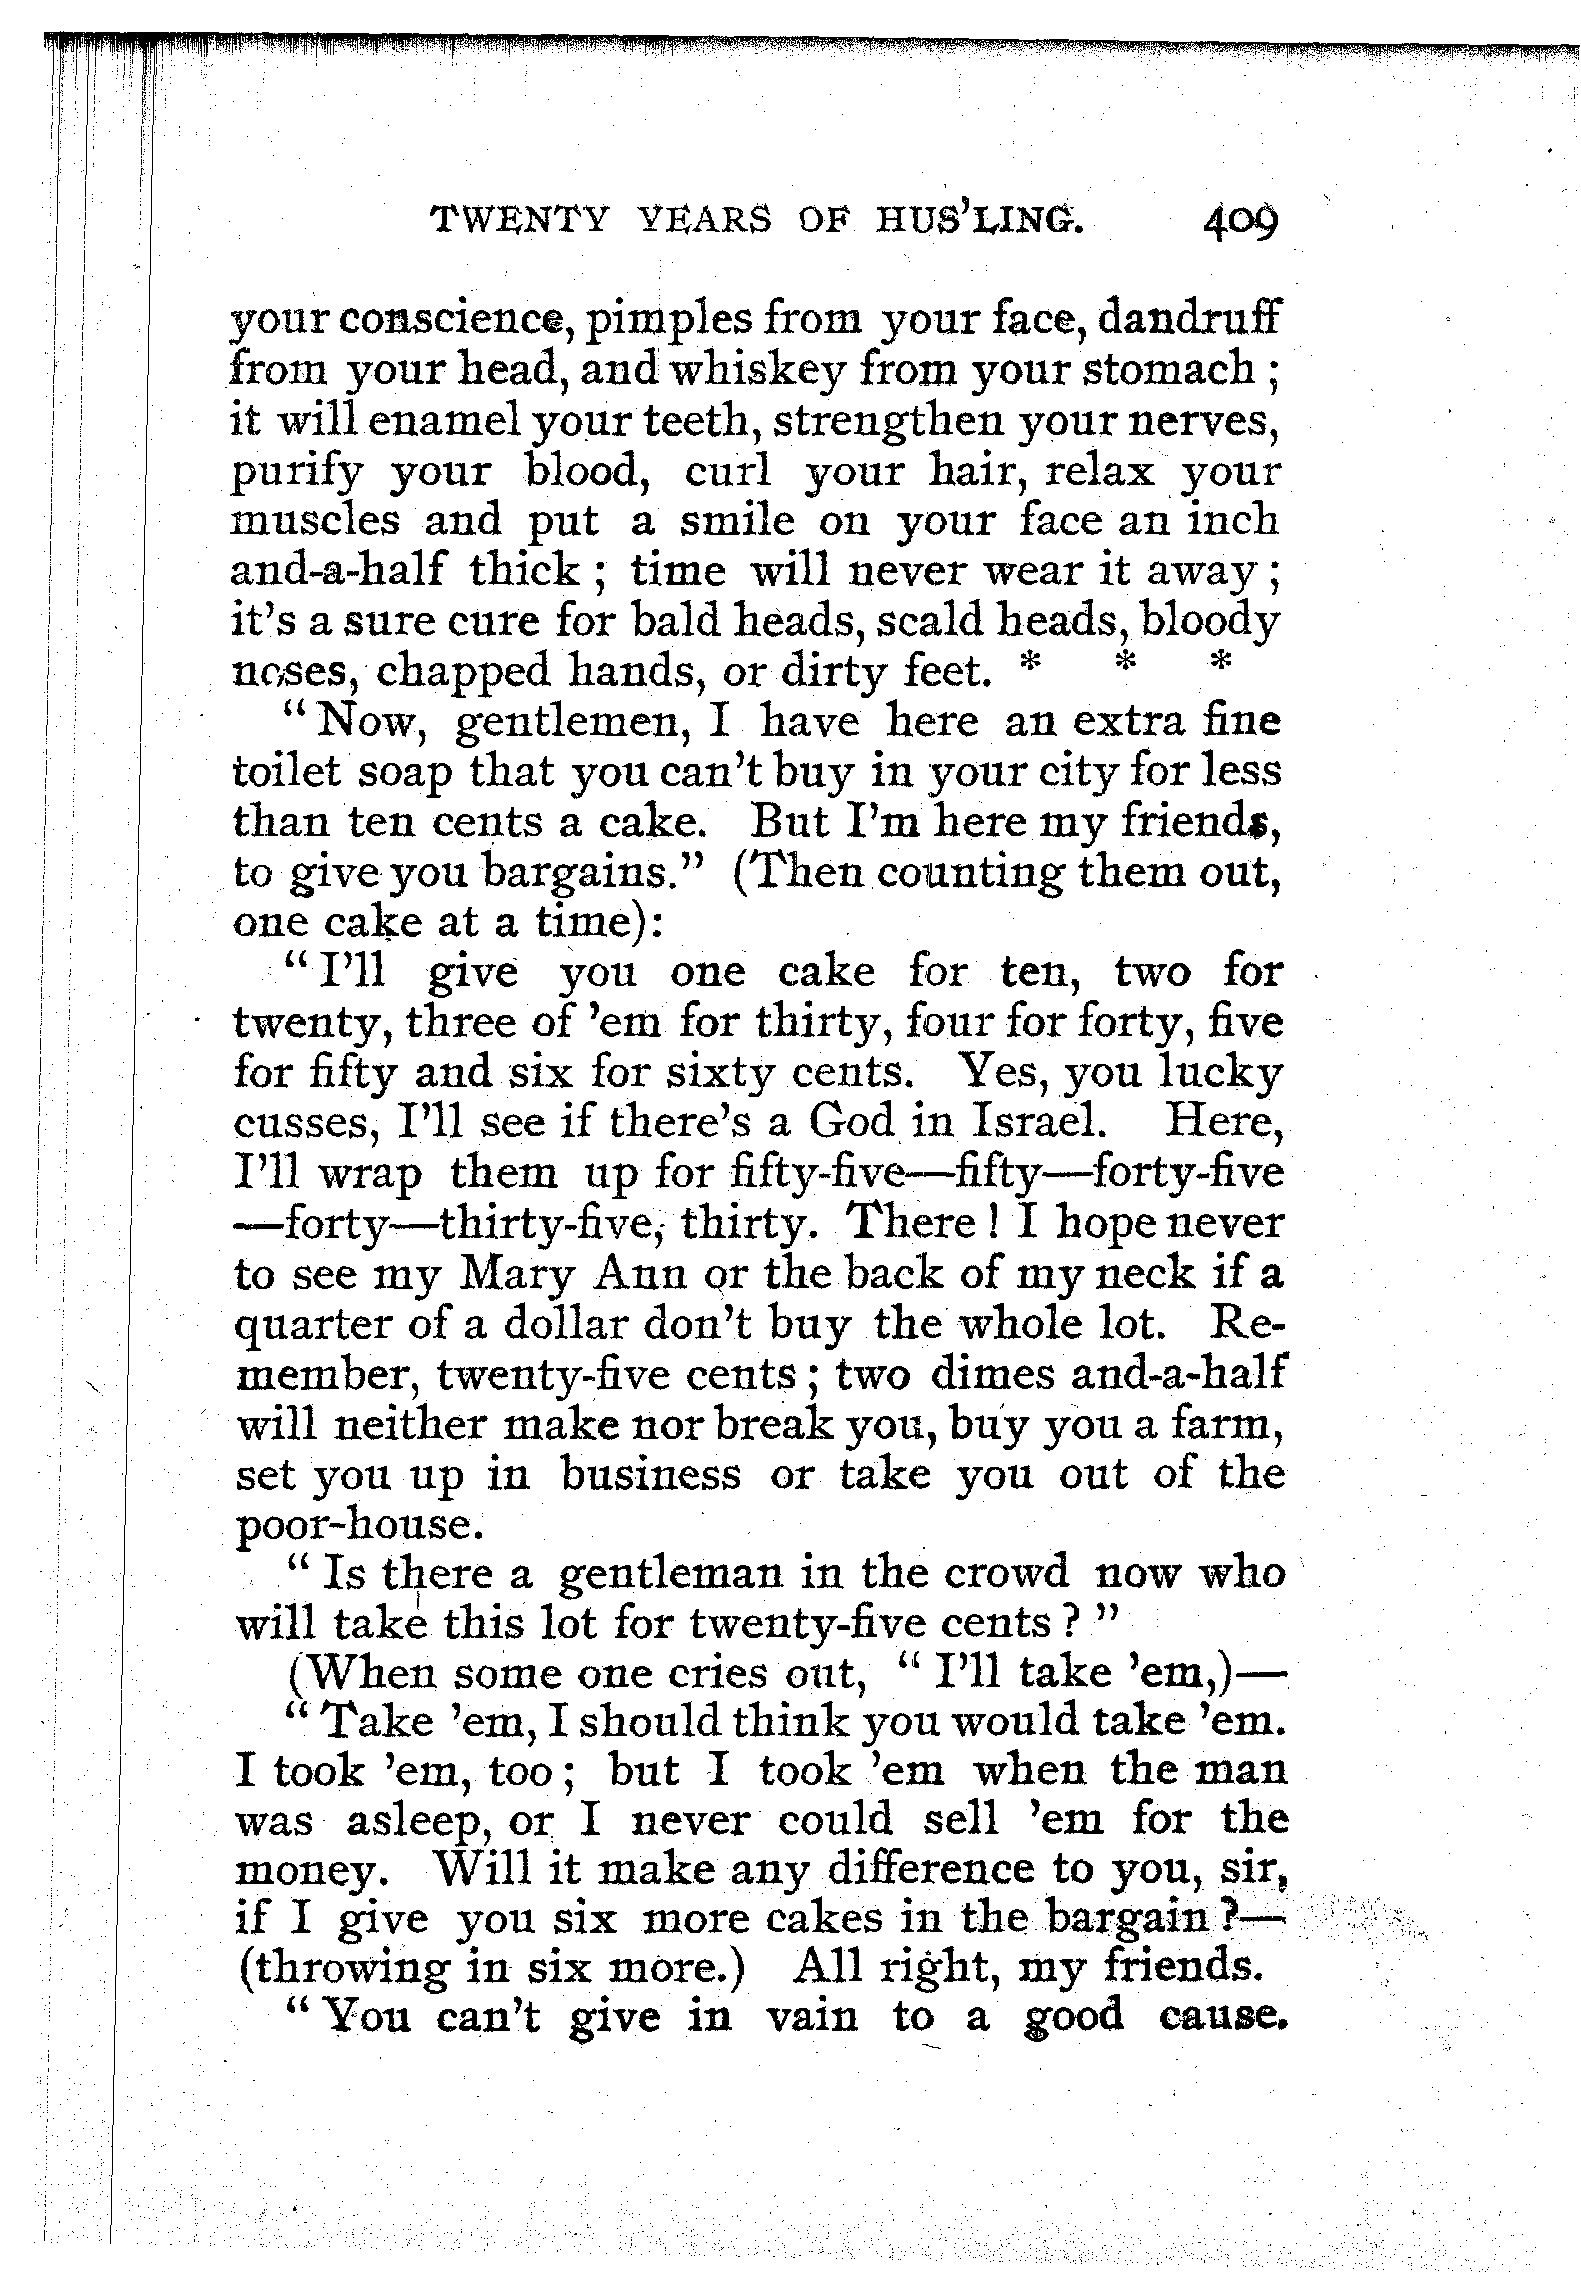 TWENTY YEARS OF HUS'LING. 409
your conscience, pimples from your face, dandruff
from your head, and whiskey from your stomach ;
it will enamel your teeth, strengthen your nerves,
purify your blood, curl your hair, relax your
muscles and put a smile on your face an inch
and-a-half thick ; time will never wear it away ;
it's a sure cure for bald heads, scald heads, bloody
noses, chapped hands, or dirty feet. * * *
“ Now, gentlemen, I have here an extra fine
toilet soap that you can't buy in your city for less
than ten cents a cake. But I'm here my friends,
to give you bargains.” (Then counting them out,
one cake at a time):
“ I'll give you one cake for ten, two for
twenty, three of 'em for thirty, four for forty, five
for fifty and six for sixty cents. Yes, you lucky
cusses, I'll see if there's a God in Israel. Here,
I'll wrap them up for fifty-five—fifty—forty-five
—forty—thirty-five, thirty. There ! I hope never
to see my Mary Ann or the back of my neck if a
quarter of a dollar don't buy the whole lot. Re-
member, twenty-five cents ; two dimes and-a-half
will neither make nor break you, buy you a farm,
set you up in business or take you out of the
poor-house.
“ Is there a gentleman in the crowd now who
will take this lot for twenty-five cents ? ”
(When some one cries out, “ I'll take 'em,)—
“ Take 'em, I should think you would take 'em.
I took 'em, too ; but I took 'em when the man
was asleep, or I never could sell 'em for the
money. Will it make any difference to you, sir,
if I give you six more cakes in the bargain ?—
(throwing in six more.) All right, my friends.
“ You can't give in vain to a good cause.